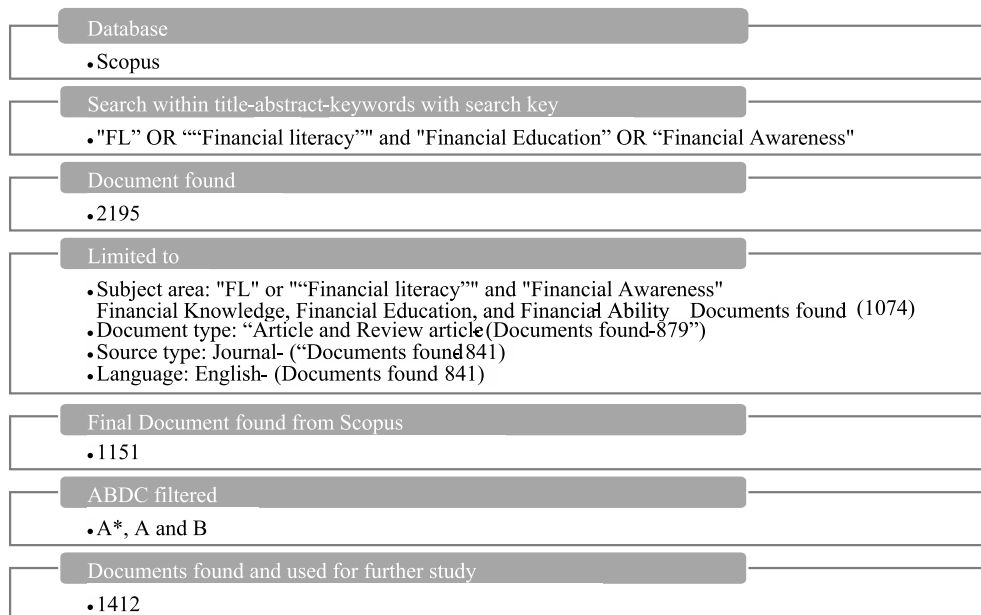 Database
•Scopus
Search within title-abstract-keywords with search key
•"FL” OR ““Financial literacy”" and "Financial Education” OR “Financial Awareness"
Document found
•2195
Limited to
•Subject area: "FL" or "“Financial literacy”" and "Financial Awareness"
Financial Knowledge, Financial Education, and Financial Ability Documents found (1074)
•Document type: “Article and Review article(Documents found-879”)
•Source type: Journal- (“Documents found 841)
•Language: English- (Documents found 841)
Final Document found from Scopus
•1151
ABDC filtered
•A*, A and B
Documents found and used for further study
•1412